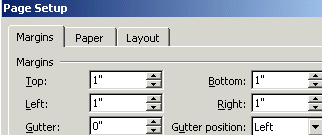 Page Setup
Margins Paper Layout
Margins
Top: 1" Bottom: 1"
Left: 1" Right: 1"
Gutter: 0" Gutter position: Left